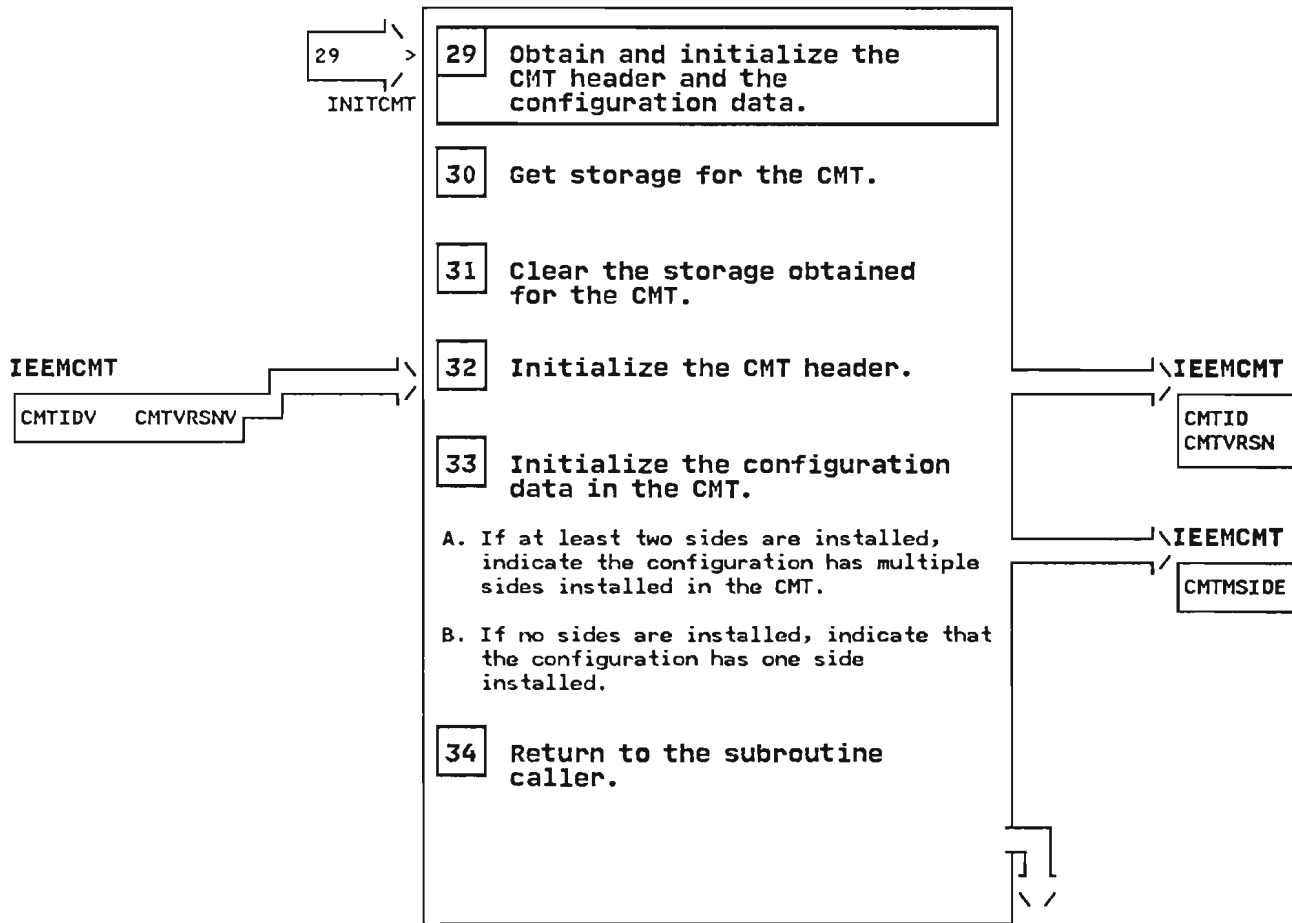 29
INITCMT
29 Obtain and initialize the
CMT header and the
configuration data.
30 Get storage for the CMT.
31 Clear the storage obtained
for the CMT.
IEEMCMT
CMTIDV CMTVRSNV
32 Initialize the CMT header.
IEEMCMT
CMTID
CMTVRSN
33 Initialize the configuration
data in the CMT.
A. If at least two sides are installed,
indicate the configuration has multiple
sides installed in the CMT.
IEEMCMT
CMTMSIDE
B. If no sides are installed, indicate that
the configuration has one side
installed.
34 Return to the subroutine
caller.